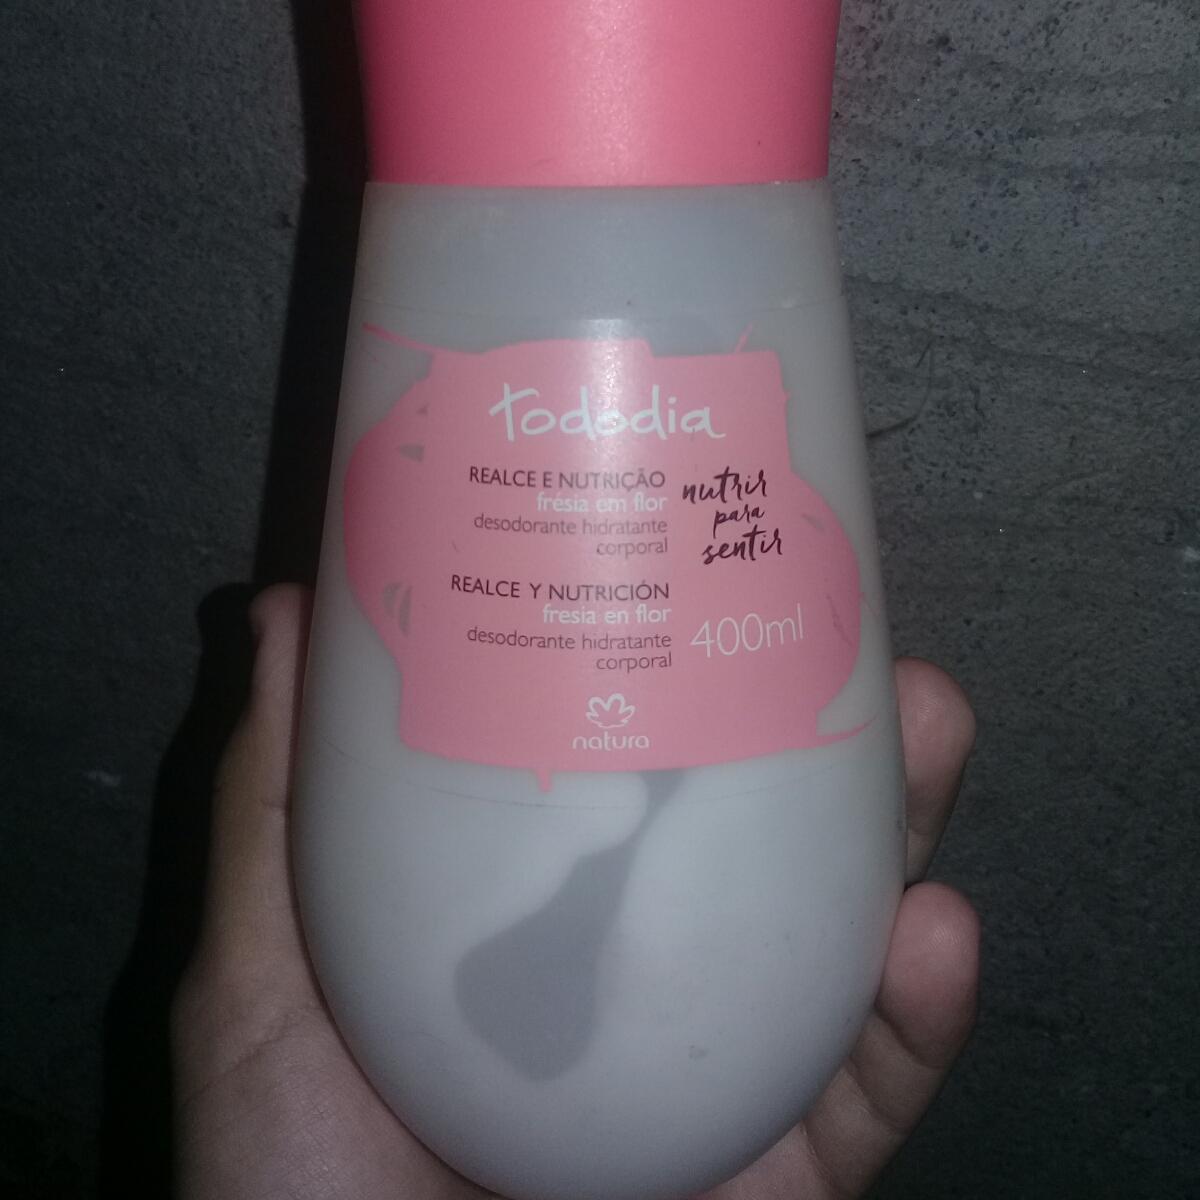 Tododia
REALCE E NUTRIÇÃO
frésia em flor
desodorante hidratante
corporal
nutrir
para
sentir
REALCE Y NUTRICIÓN
fresia en flor
desodorante hidratante
corporal
400ml
natura